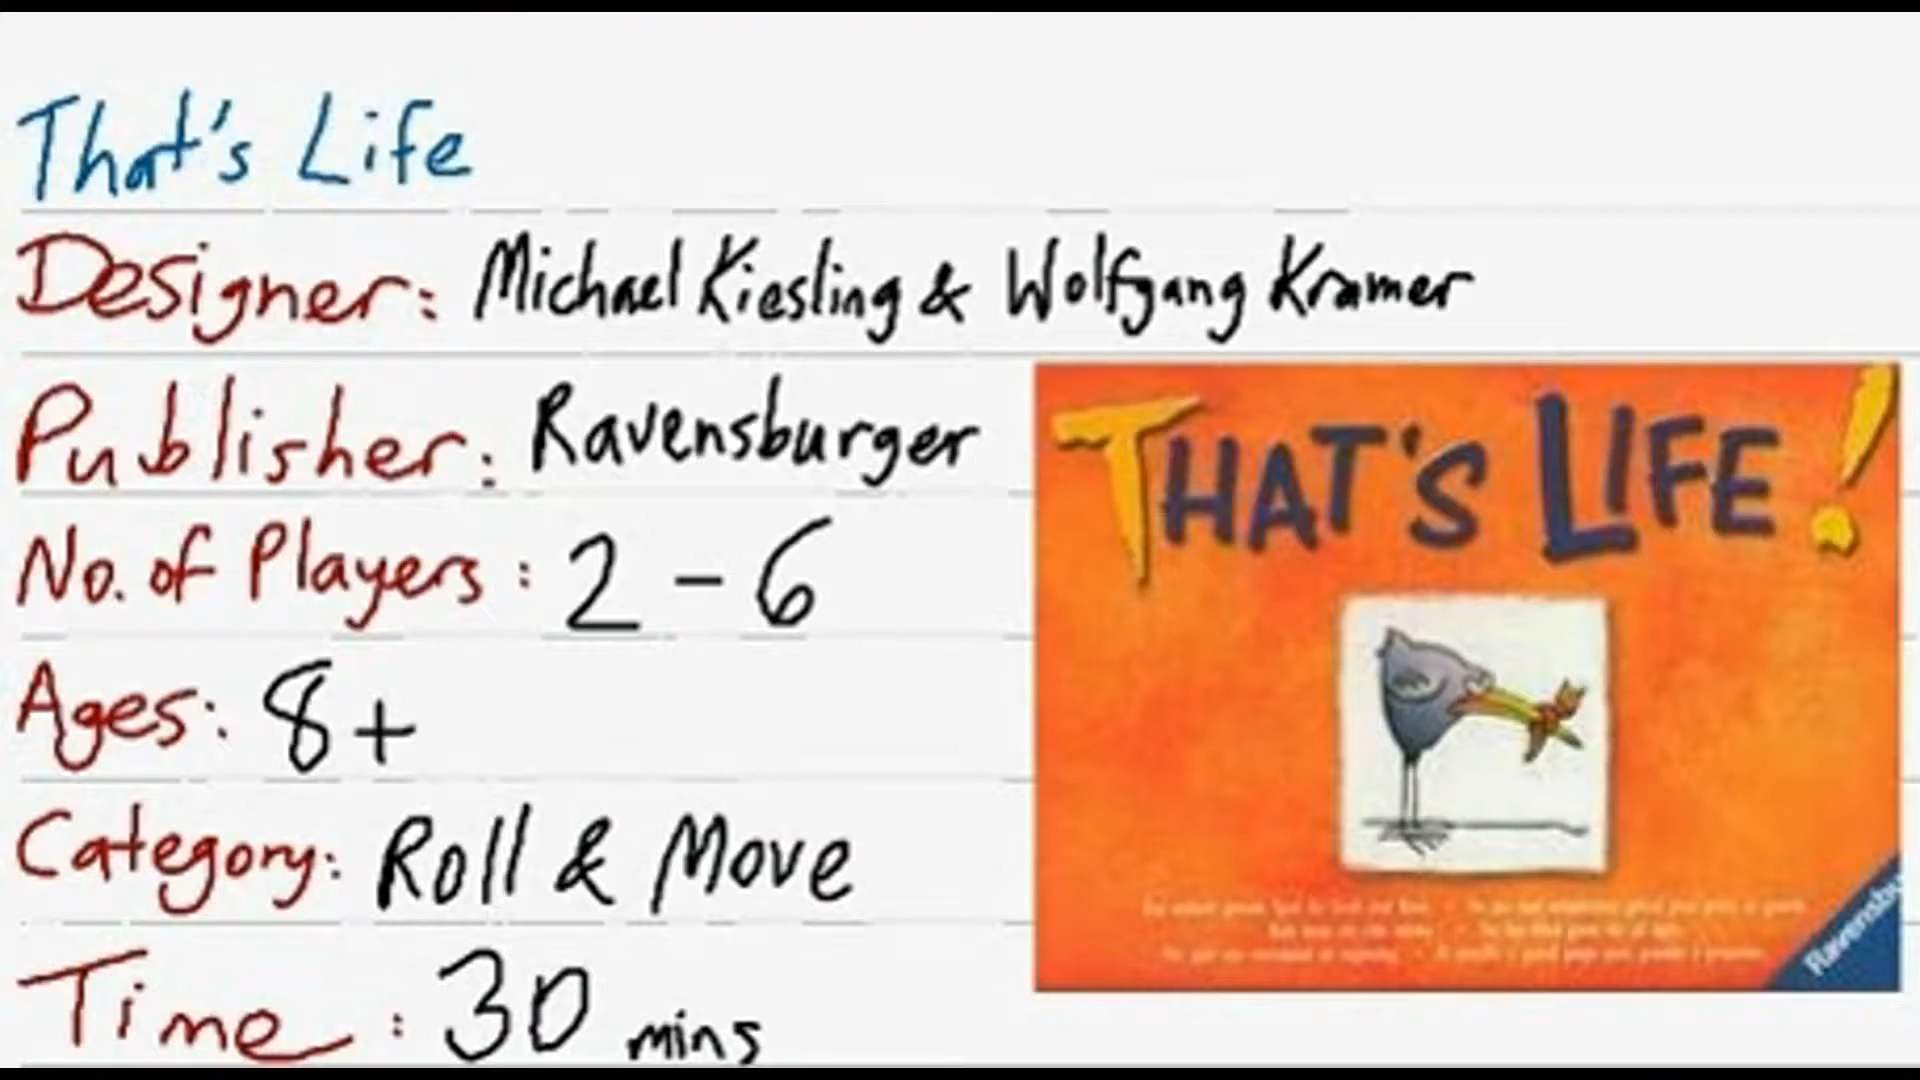 That's Life
Designer: Michael Kiesling & Wolfgang Kramer
Publisher: Ravensburger
No. of Players: 2 - 6
Ages: 8+
Category: Roll & Move
Time: 30 mins
THAT'S LIFE!
Ravensbu